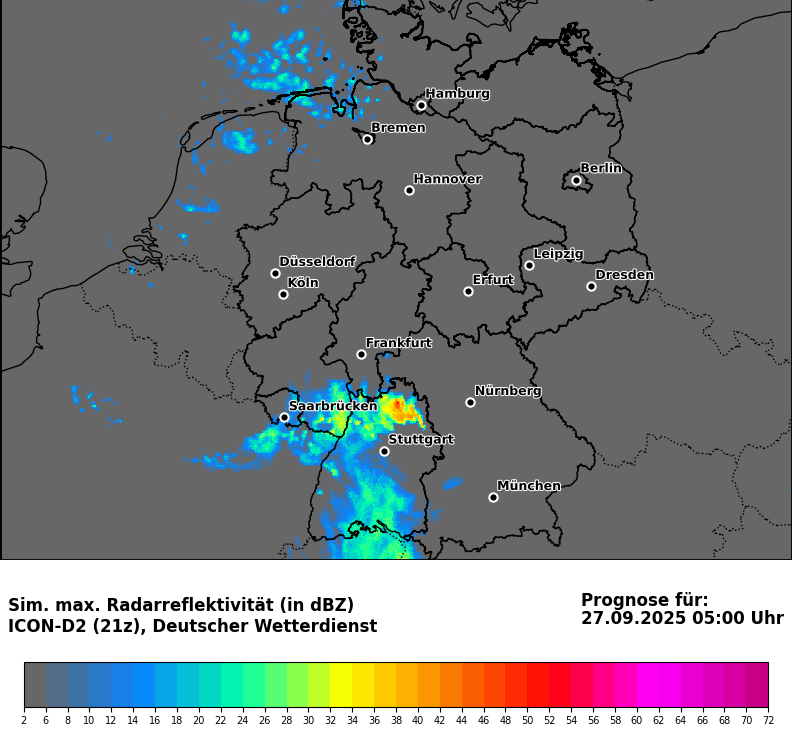 Hamburg
Bremen
Berlin
Hannover
Leipzig
Düsseldorf
Dresden
Köln
Erfurt
Frankfurt
Nürnberg
Saarbrücken
Stuttgart
München
Sim. max. Radarreflektivität (in dBZ)
ICON-D2 (21z), Deutscher Wetterdienst
Prognose für:
27.09.2025 05:00 Uhr
2 6 8 10 12 14 16 18 20 22 24 26 28 30 32 34 36 38 40 42 44 46 48 50 52 54 56 58 60 62 64 66 68 70 72